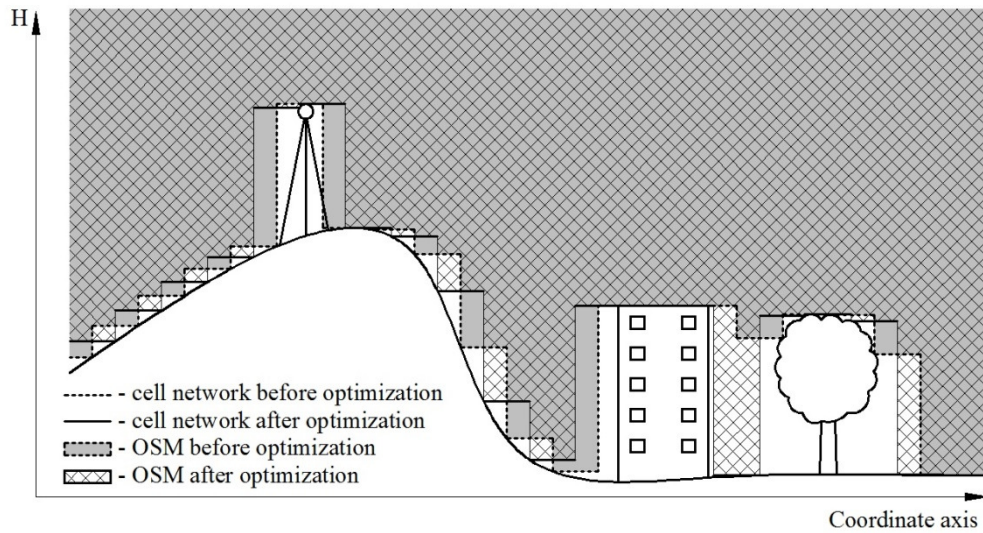 H
- cell network before optimization
- cell network after optimization
- OSM before optimization
- OSM after optimization
Coordinate axis